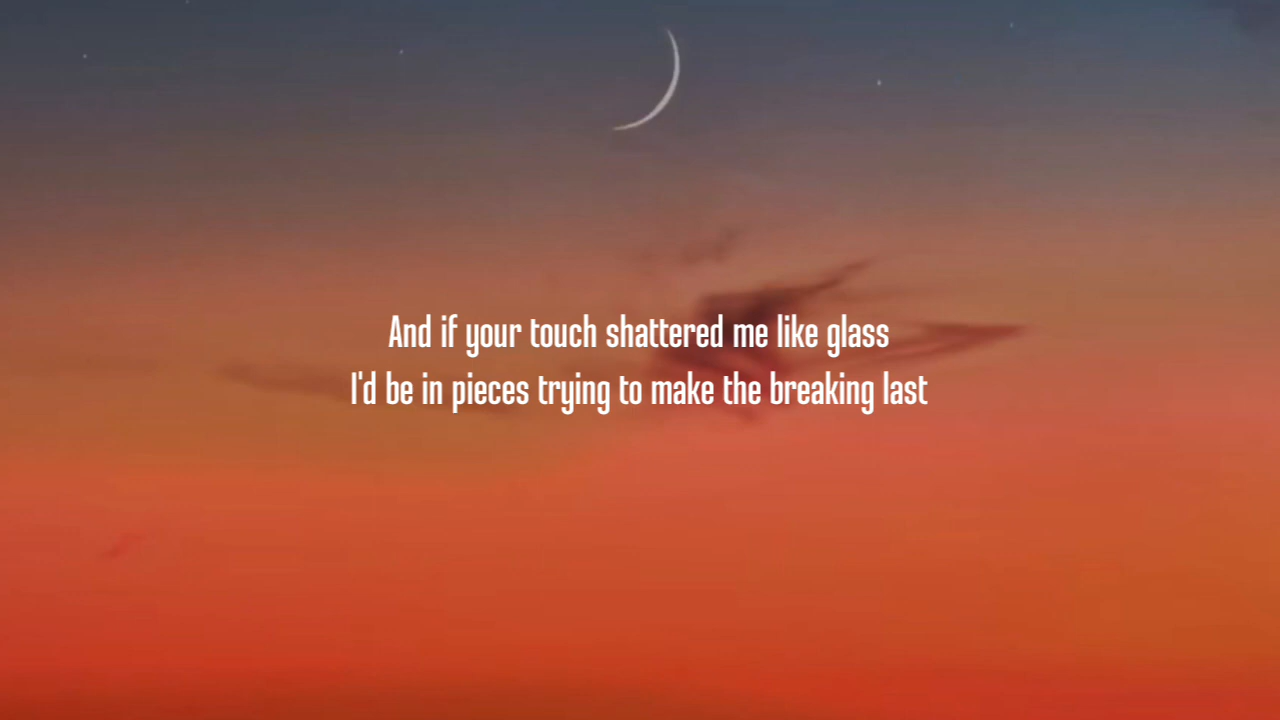 And if your touch shattered me like glass
I'd be in pieces trying to make the breaking last